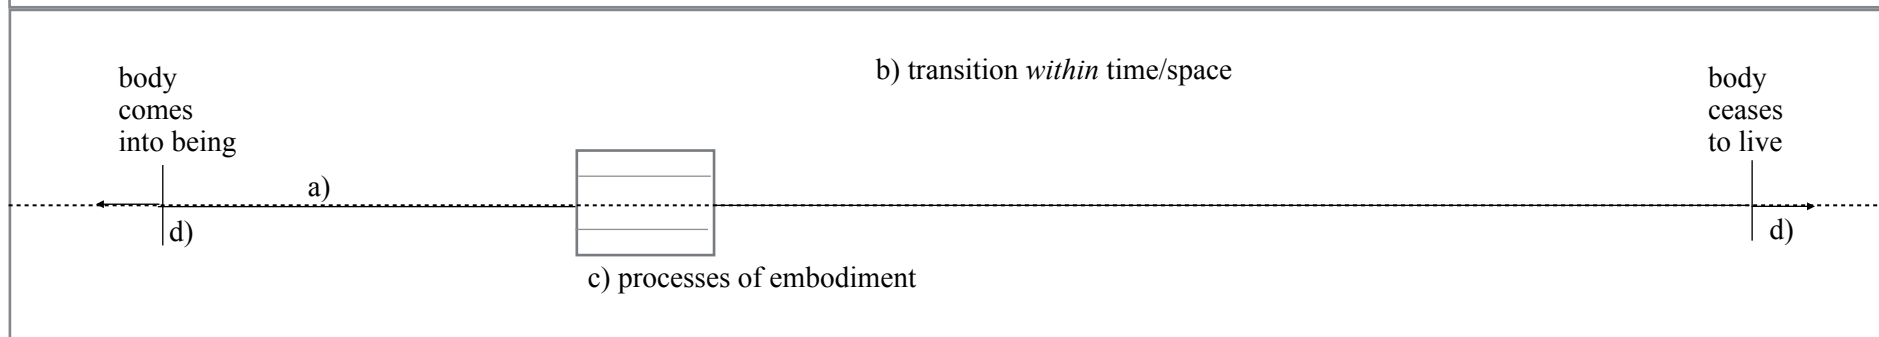 b) transition within time/space
body
comes
into being
body
ceases
to live
a)
d)
d)
c) processes of embodiment